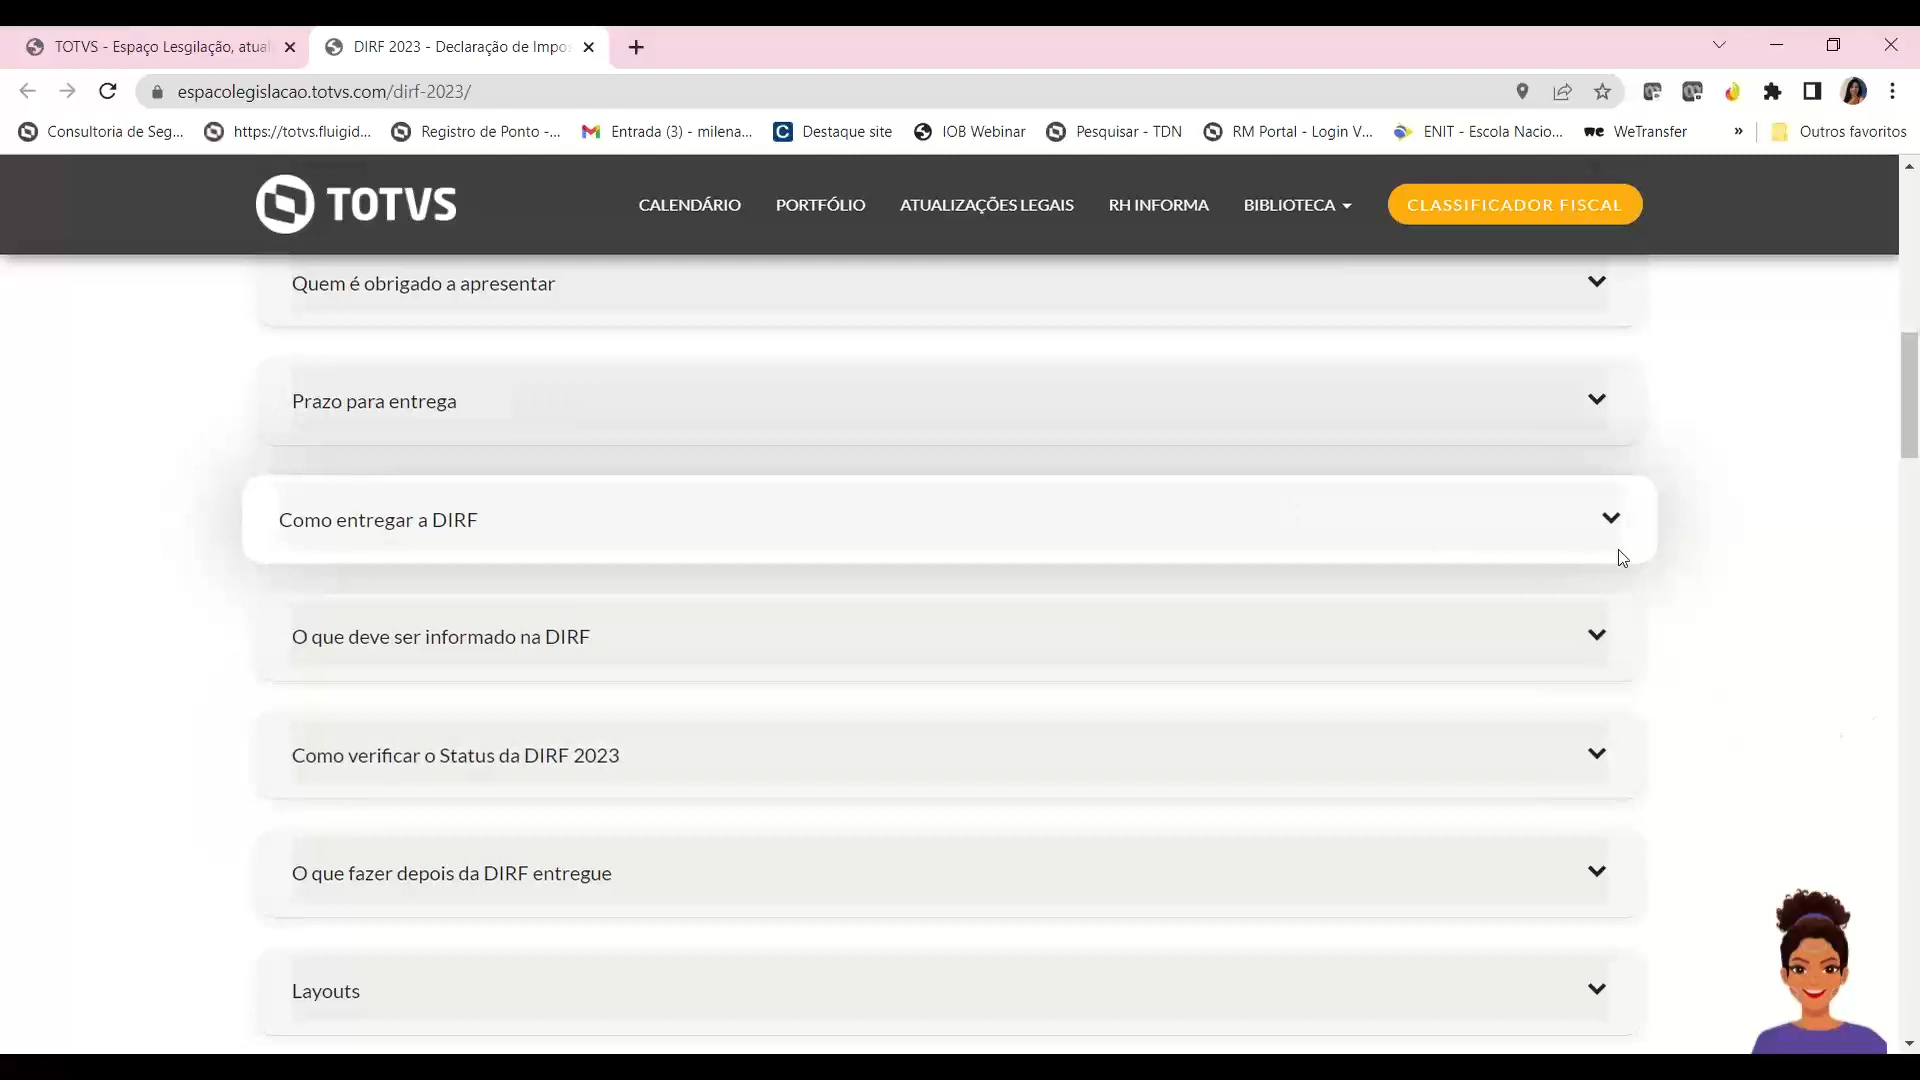 TOTVS - Espaço Lesgilação, atual
DIRF 2023 - Declaração de Impos
espacolegislacao.totvs.com/dirf-2023/
Consultoria de Seg...
https://totvs.fluigid...
Registro de Ponto -...
Entrada (3) - milena...
Destaque site
IOB Webinar
Pesquisar - TDN
RM Portal - Login V...
ENIT - Escola Nacio...
WeTransfer
»
Outros favoritos
TOTVS
CALENDÁRIO
PORTFÓLIO
ATUALIZAÇÕES LEGAIS
RH INFORMA
BIBLIOTECA
CLASSIFICADOR FISCAL
Quem é obrigado a apresentar
Prazo para entrega
Como entregar a DIRF
O que deve ser informado na DIRF
Como verificar o Status da DIRF 2023
O que fazer depois da DIRF entregue
Layouts